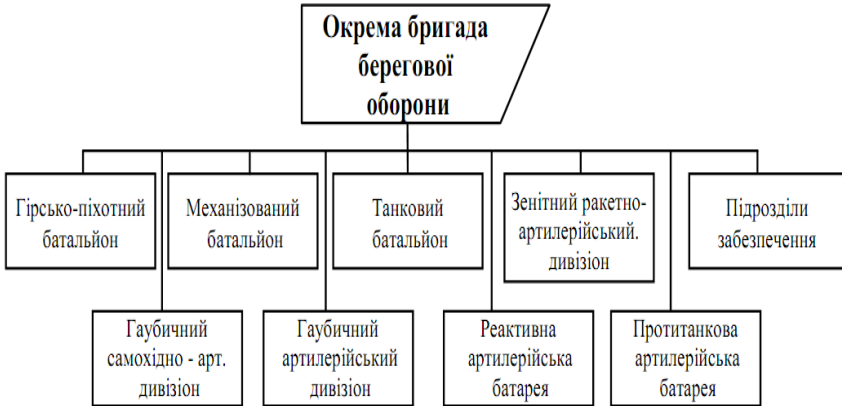 Окрема бригада
берегової
оборони
Гірсько-піхотний
батальйон
Механізований
батальйон
Танковий
батальйон
Зенітний ракетно-
артилерійський.
дивізіон
Підрозділи
забезпечення
Гаубичний
самохідно - арт.
дивізіон
Гаубичний
артилерійський
дивізіон
Реактивна
артилерійська
батарея
Протитанкова
артилерійська
батарея